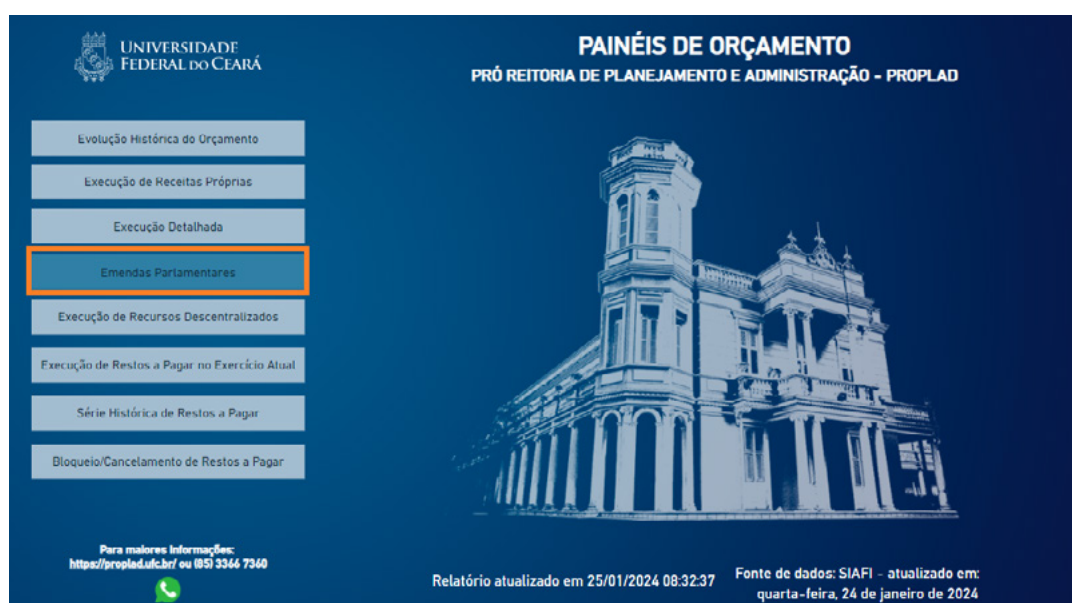 UNIVERSIDADE
FEDERAL DO CEARÁ
PAINÉIS DE ORÇAMENTO
PRÓ REITORIA DE PLANEJAMENTO E ADMINISTRAÇÃO - PROPLAD
Evolução Histórica do Orçamento
Execução de Receitas Próprias
Execução Detalhada
Emendas Parlamentares
Execução de Recursos Descentralizados
Execução de Restos a Pagar no Exercício Atual
Série Histórica de Restos a Pagar
Bloqueio/Cancelamento de Restos a Pagar
Para maiores Informações:
https://proplad.ufc.br/ ou (85) 3366 7360
Relatório atualizado em 25/01/2024 08:32:37
Fonte de dados: SIAFI - atualizado em:
quarta-feira, 24 de janeiro de 2024